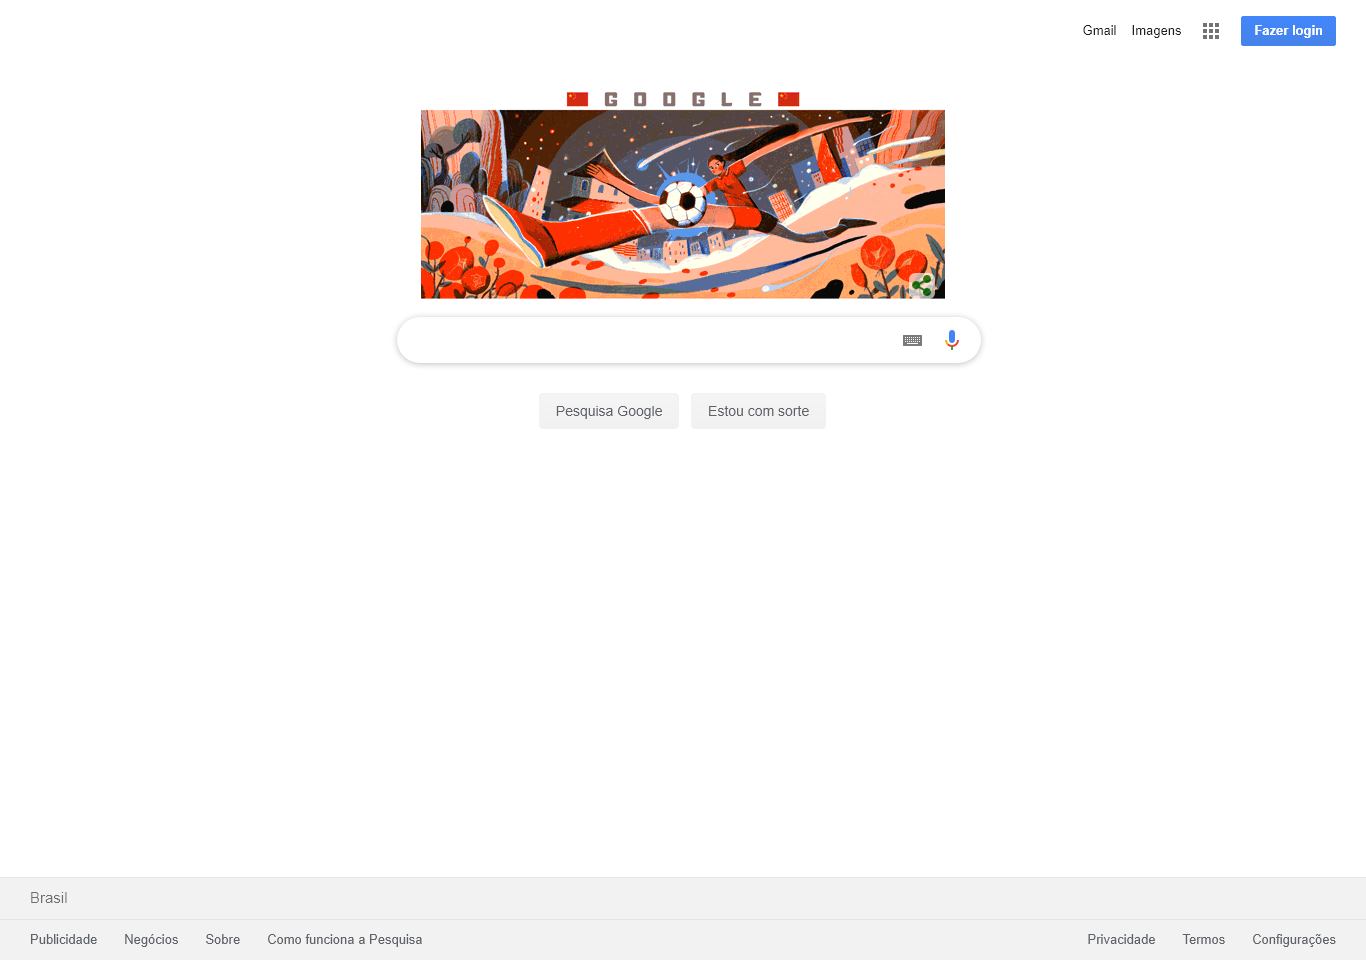 Gmail Imagens Fazer login
GOOGLE
Pesquisa Google Estou com sorte
Brasil
Publicidade Negócios Sobre Como funciona a Pesquisa Privacidade Termos Configurações